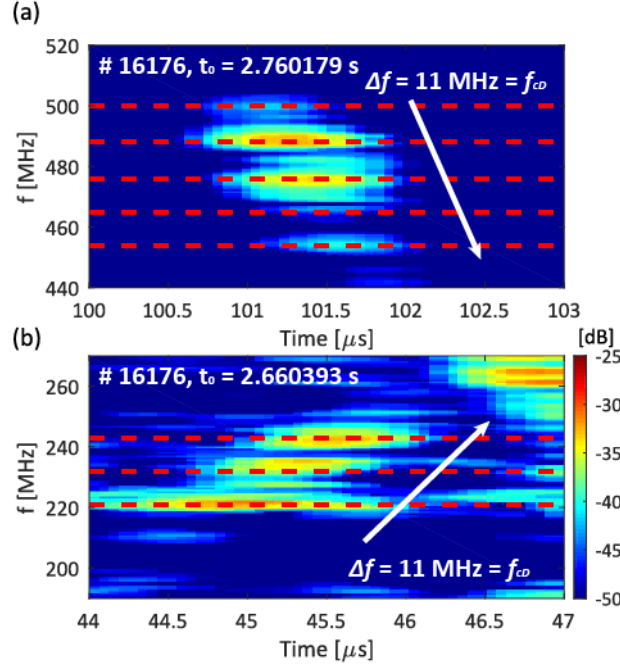 (a)
# 16176, t₀ = 2.760179 s
Δf = 11 MHz = f_cD
520
500
480
460
440
f [MHz]
100 100.5 101 101.5 102 102.5 103
Time [μs]
(b)
[dB]
# 16176, t₀ = 2.660393 s
Δf = 11 MHz = f_cD
260
240
220
200
f [MHz]
44 44.5 45 45.5 46 46.5 47
Time [μs]
-25
-30
-35
-40
-45
-50